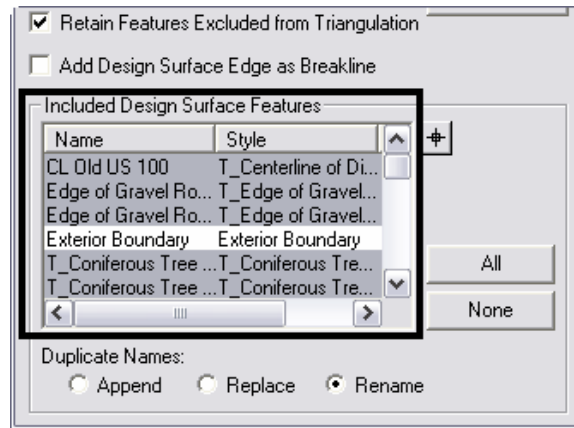 Retain Features Excluded from Triangulation
Add Design Surface Edge as Breakline
Included Design Surface Features
Name Style
CL Old US 100 T_Centerline of Di...
Edge of Gravel Ro... T_Edge of Gravel...
Edge of Gravel Ro... T_Edge of Gravel...
Exterior Boundary Exterior Boundary
T_Coniferous Tree ... T_Coniferous Tre...
T_Coniferous Tree ... T_Coniferous Tre...
All
None
Duplicate Names:
Append Replace Rename